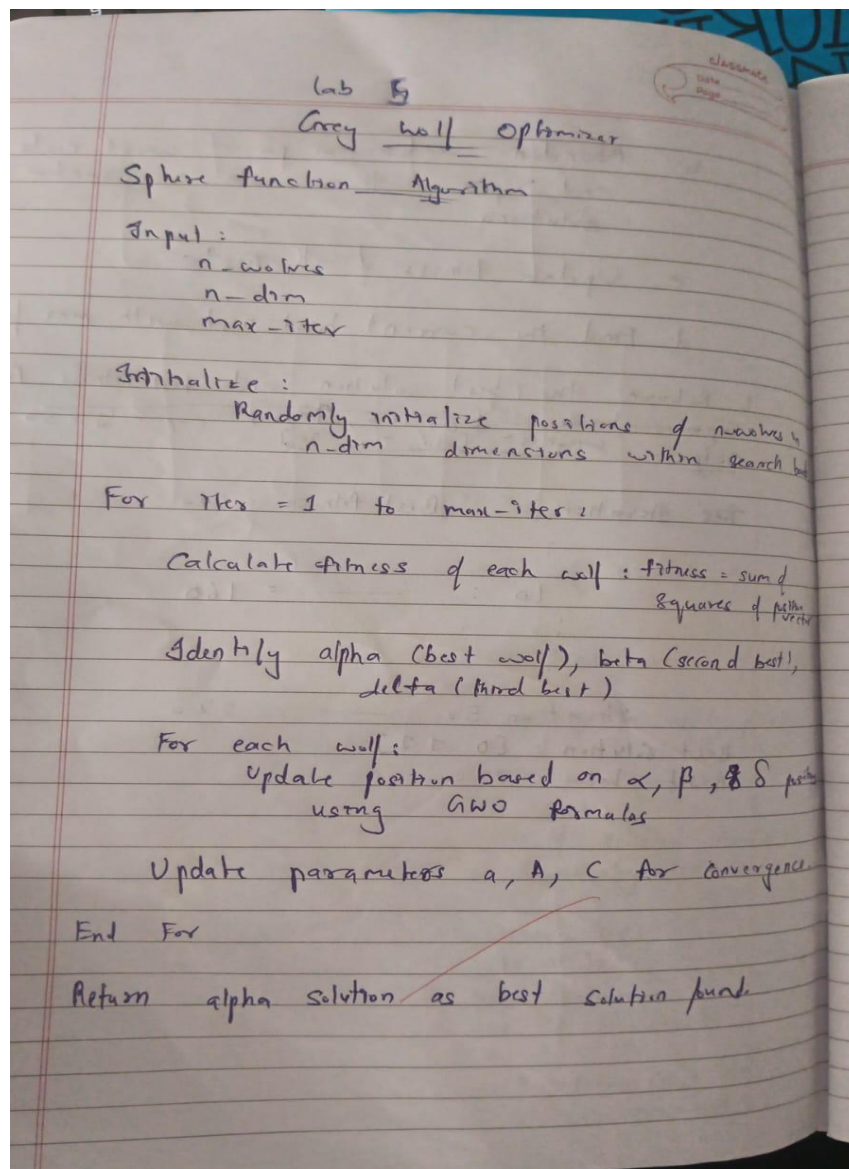 classmate
Date
Page
Lab 5
Grey wolf Optimizer
Sphere function Algorithm
Input :
n-wolves
n-dim
max-iter
Initialize :
Randomly initialize positions of n-wolves
n-dim dimensions within search
For iter = 1 to max-iter :
Calculate fitness of each wolf : fitness = sum of
squares of position
vector
Identify alpha (best wolf), beta (second best),
delta (third best)
For each wolf :
Update position based on α, β, δ
using GWO formulas
Update parameters a, A, C for convergence.
End For
Return alpha solution as best solution found.